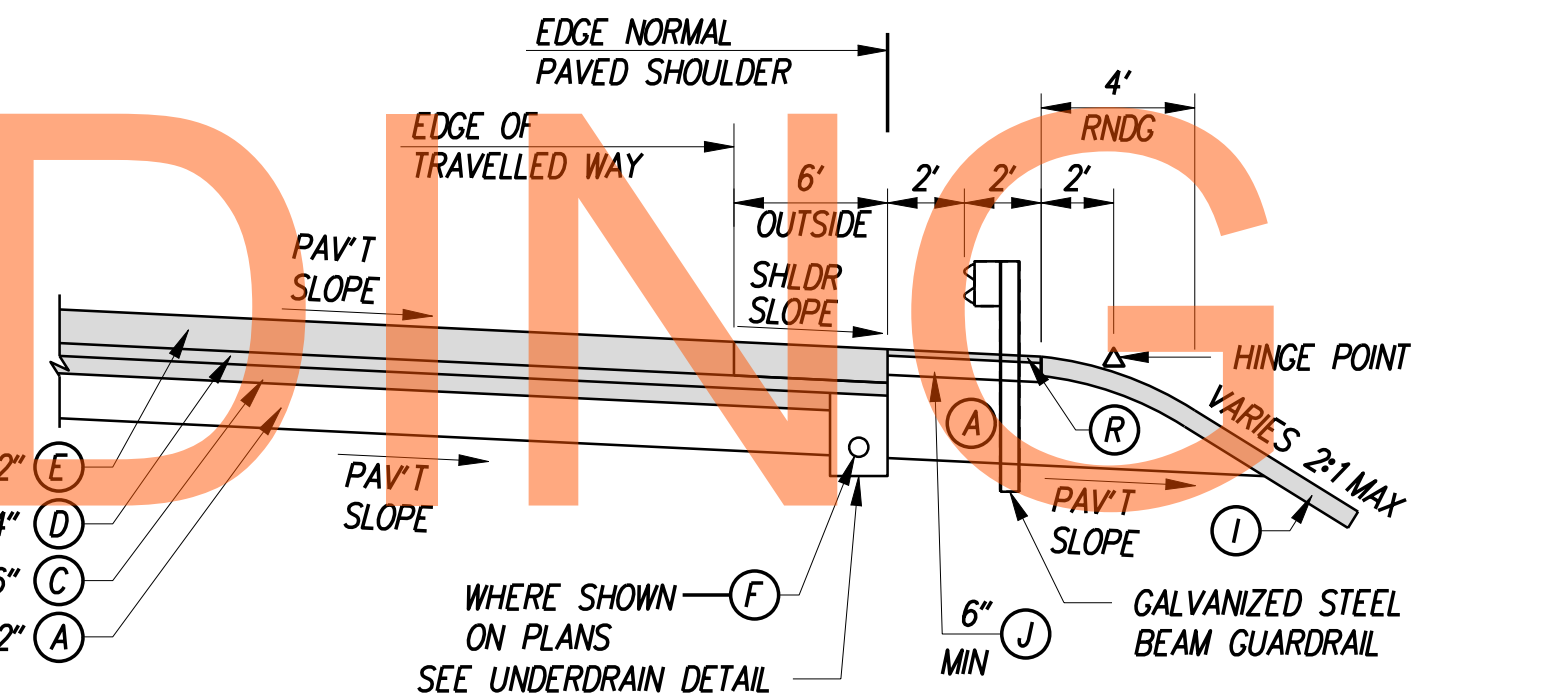 EDGE NORMAL
PAVED SHOULDER
4'
RNDG
EDGE OF
TRAVELLED WAY
6'
2'
2'
2'
OUTSIDE
SHLDR
SLOPE
PAV'T
SLOPE
HINGE POINT
VARIES 2:1 MAX
A
R
2" E
4" D
6" C
2" A
PAV'T
SLOPE
PAV'T
SLOPE
I
WHERE SHOWN
ON PLANS
F
SEE UNDERDRAIN DETAIL
6"
MIN
J
GALVANIZED STEEL
BEAM GUARDRAIL
DING